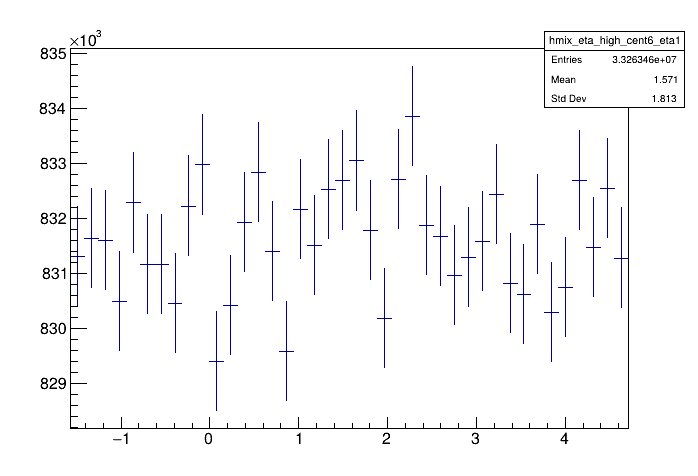 ×10³
hmix_eta_high_cent6_eta1
Entries 3.326346e+07
Mean 1.571
Std Dev 1.813
835
834
833
832
831
830
829
−1 0 1 2 3 4